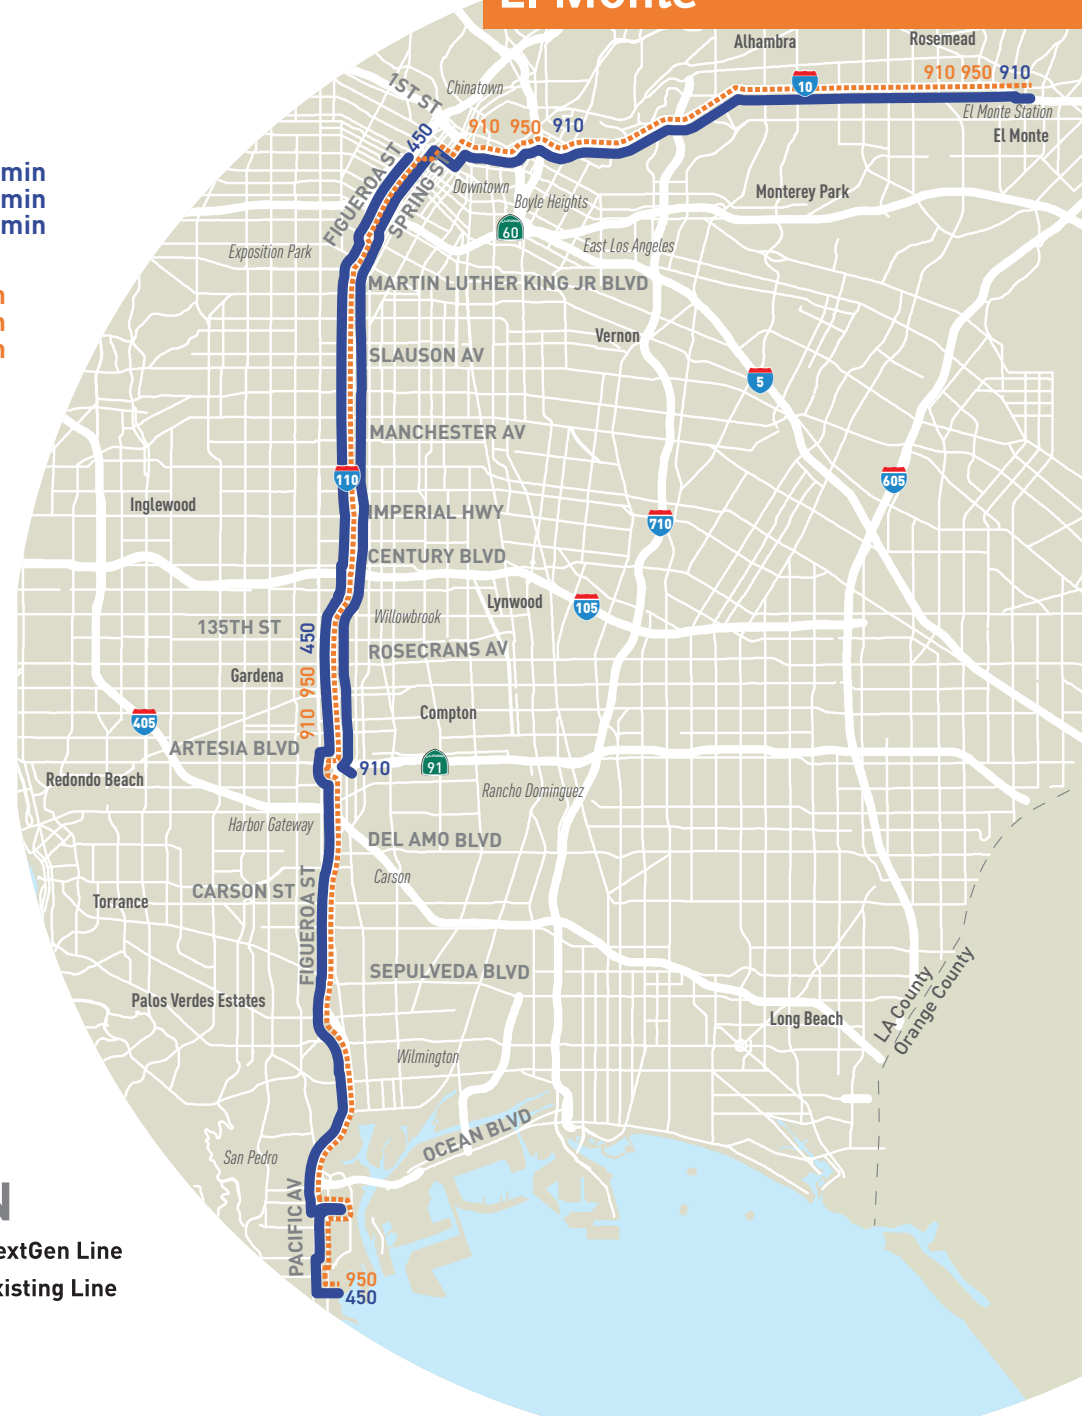 El Monte
Alhambra
Rosemead
910 950 910
10
El Monte Station
El Monte
1ST ST
Chinatown
450
910 950 910
min
min
min
FIGUEROA ST
SPRING ST
Downtown
Boyle Heights
Monterey Park
60
East Los Angeles
Exposition Park
MARTIN LUTHER KING JR BLVD
Vernon
SLAUSON AV
5
MANCHESTER AV
110
605
Inglewood
IMPERIAL HWY
710
CENTURY BLVD
Lynwood
105
Willowbrook
135TH ST
450
ROSECRANS AV
Gardena
910 950
Compton
405
ARTESIA BLVD
910
91
Redondo Beach
Rancho Dominguez
Harbor Gateway
DEL AMO BLVD
Carson
CARSON ST
Torrance
FIGUEROA ST
SEPULVEDA BLVD
Palos Verdes Estates
Long Beach
LA County
Orange County
Wilmington
OCEAN BLVD
San Pedro
PACIFIC AV
N
extGen Line
xisting Line
950
450